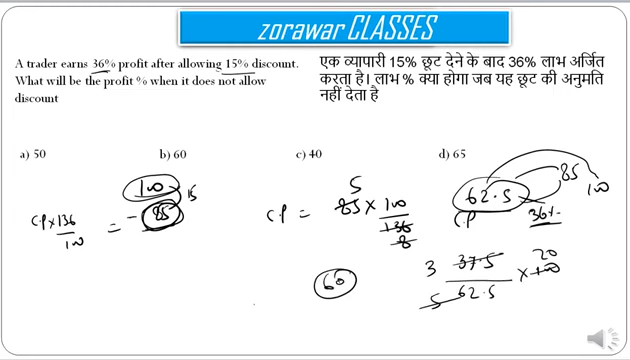 zorawar CLASSES
A trader earns 36% profit after allowing 15% discount.
What will be the profit % when it does not allow
discount
एक व्यापारी 15% छूट देने के बाद 36% लाभ अर्जित
करता है। लाभ % क्या होगा जब यह छूट की अनुमति
नहीं देता है
a) 50 b) 60 c) 40 d) 65
100
15
CP × 136
100
= - 85
CP = 85 × 100
5
136
8
60
62.5
CP
85
100
36%
3 37.5 × 100
20
5 62.5